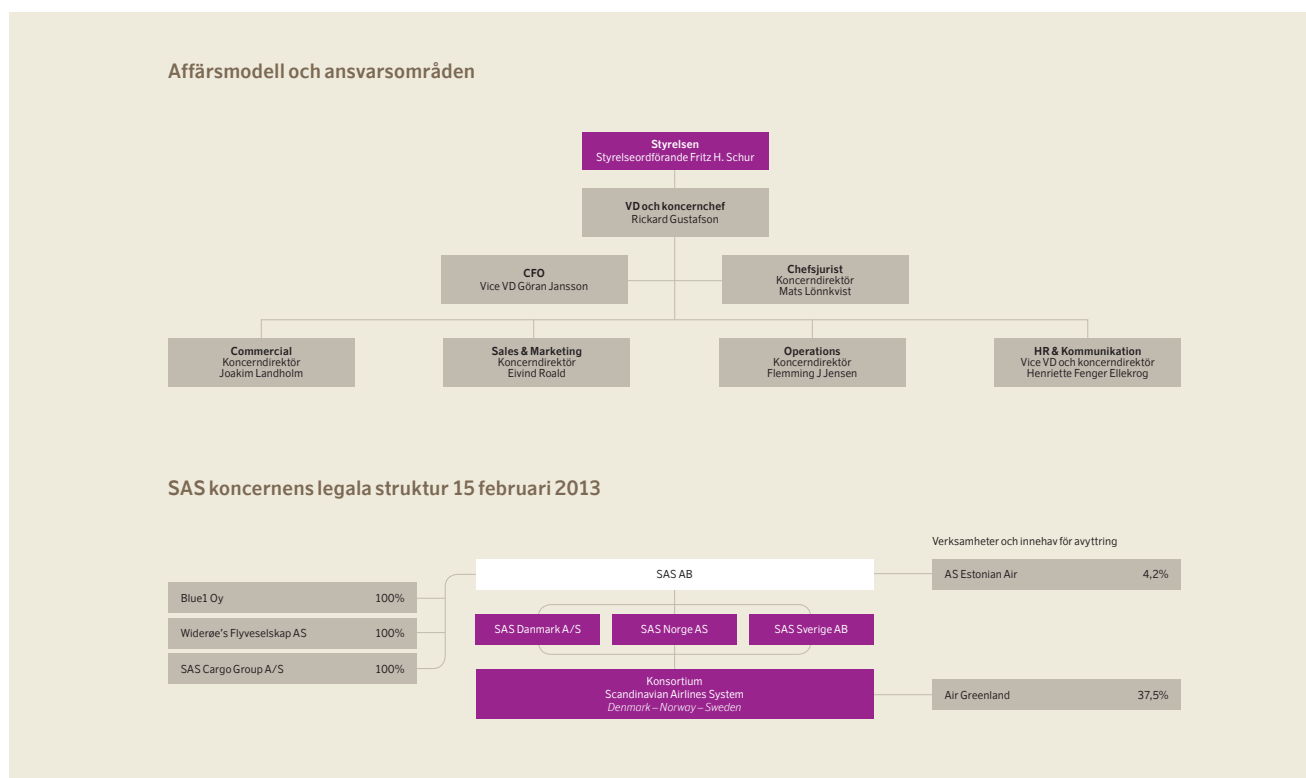 Affärsmodell och ansvarsområden
Styrelsen
Styrelseordförande Fritz H. Schur
VD och koncernchef
Rickard Gustafson
CFO
Vice VD Göran Jansson
Chefsjurist
Koncerndirektör
Mats Lönnkvist
Commercial
Koncerndirektör
Joakim Landholm
Sales & Marketing
Koncerndirektör
Eivind Roald
Operations
Koncerndirektör
Flemming J Jensen
HR & Kommunikation
Vice VD och koncerndirektör
Henriette Fenger Ellekrog
SAS koncernens legala struktur 15 februari 2013
Verksamheter och innehav för avyttring
SAS AB
AS Estonian Air 4,2%
Blue1 Oy 100%
Widerøe's Flyveselskap AS 100%
SAS Cargo Group A/S 100%
SAS Danmark A/S
SAS Norge AS
SAS Sverige AB
Konsortium
Scandinavian Airlines System
Denmark – Norway – Sweden
Air Greenland 37,5%